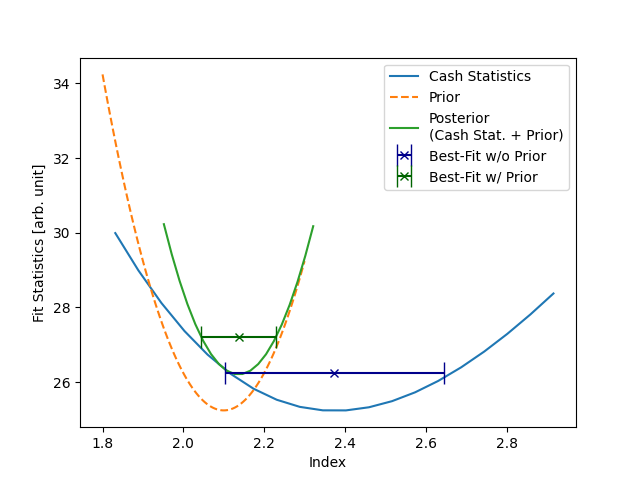 34
32
30
28
26
Fit Statistics [arb. unit]
1.8
2.0
2.2
2.4
2.6
2.8
Index
Cash Statistics
Prior
Posterior
(Cash Stat. + Prior)
Best-Fit w/o Prior
Best-Fit w/ Prior